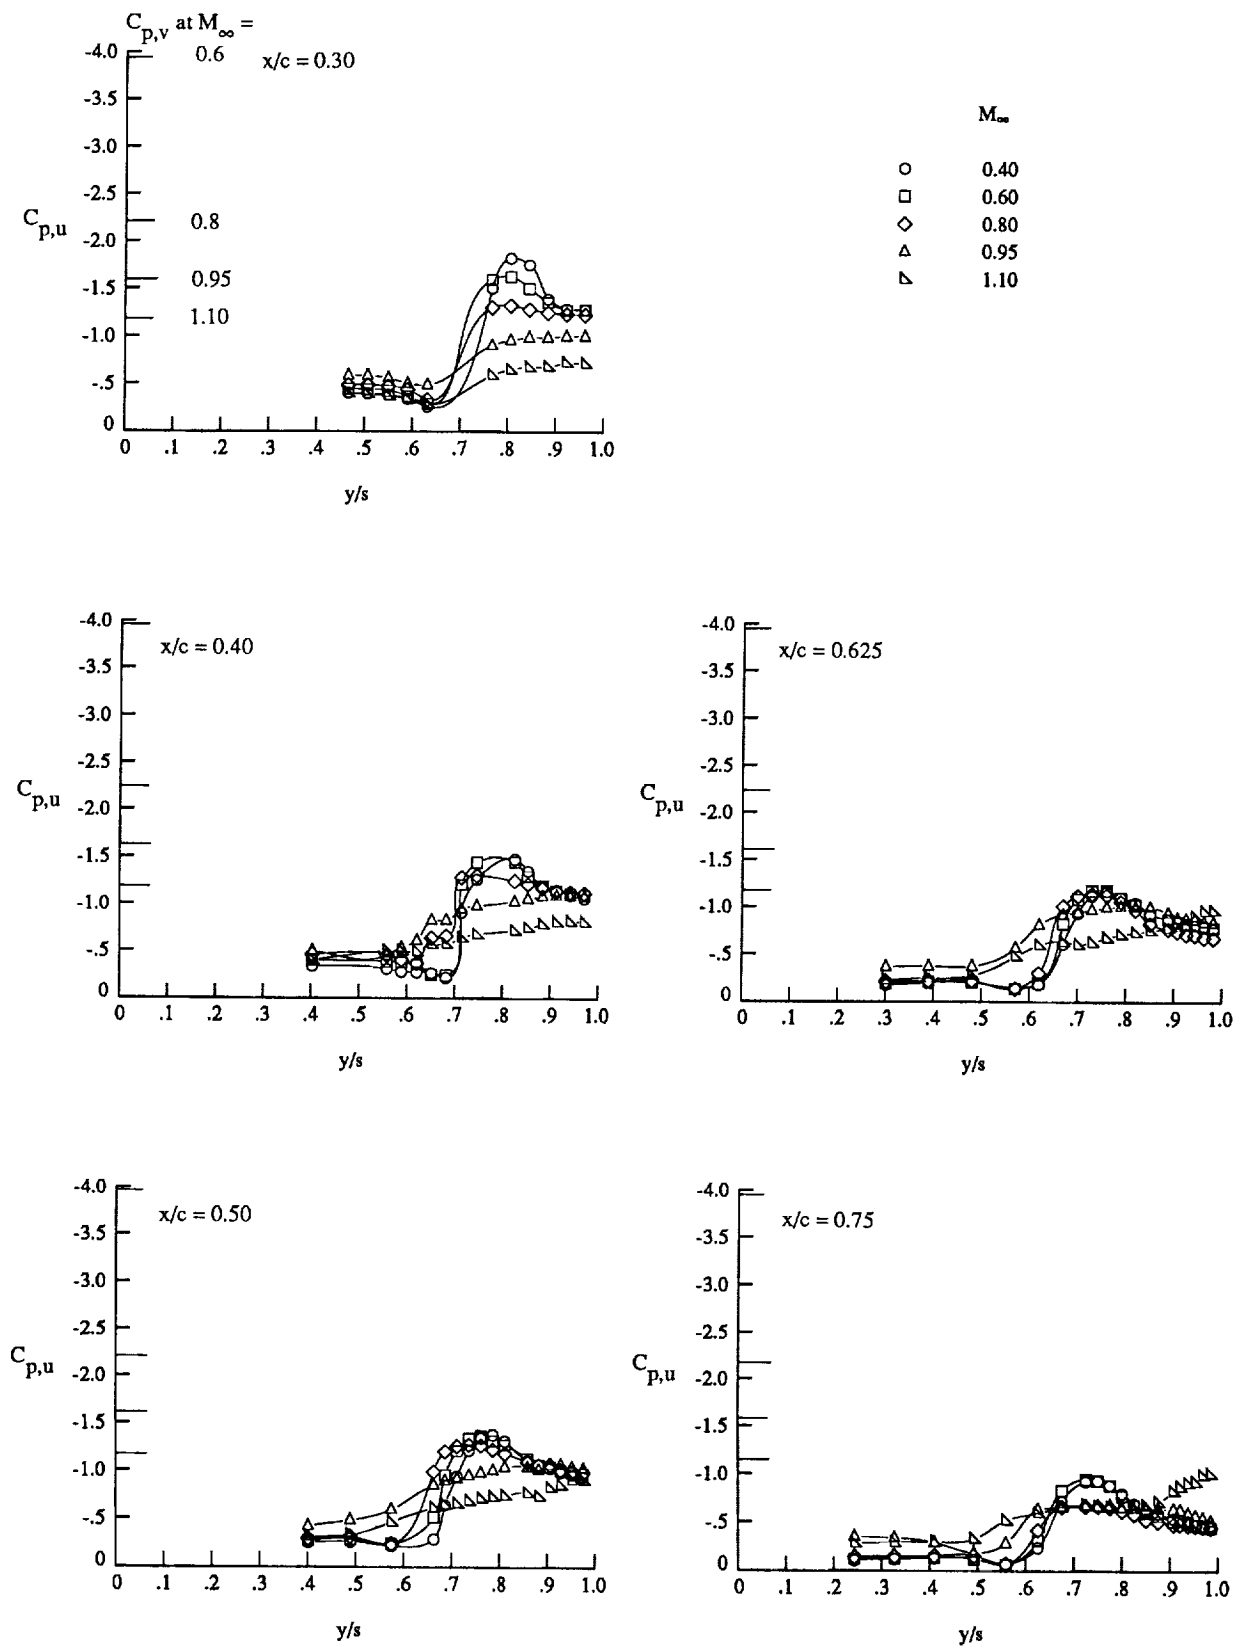 C_p,v at M_∞ =
-4.0 0.6 x/c = 0.30
-3.5
-3.0
-2.5
C_p,u 0.8
-2.0
-1.5 0.95
-1.0 1.10
-.5
0
0 .1 .2 .3 .4 .5 .6 .7 .8 .9 1.0
y/s
M_∞
0.40
0.60
0.80
0.95
1.10
-4.0
x/c = 0.40
-3.5
-3.0
-2.5
C_p,u
-2.0
-1.5
-1.0
-.5
0
0 .1 .2 .3 .4 .5 .6 .7 .8 .9 1.0
y/s
-4.0
x/c = 0.625
-3.5
-3.0
-2.5
C_p,u
-2.0
-1.5
-1.0
-.5
0
0 .1 .2 .3 .4 .5 .6 .7 .8 .9 1.0
y/s
-4.0
x/c = 0.50
-3.5
-3.0
-2.5
C_p,u
-2.0
-1.5
-1.0
-.5
0
0 .1 .2 .3 .4 .5 .6 .7 .8 .9 1.0
y/s
-4.0
x/c = 0.75
-3.5
-3.0
-2.5
C_p,u
-2.0
-1.5
-1.0
-.5
0
0 .1 .2 .3 .4 .5 .6 .7 .8 .9 1.0
y/s